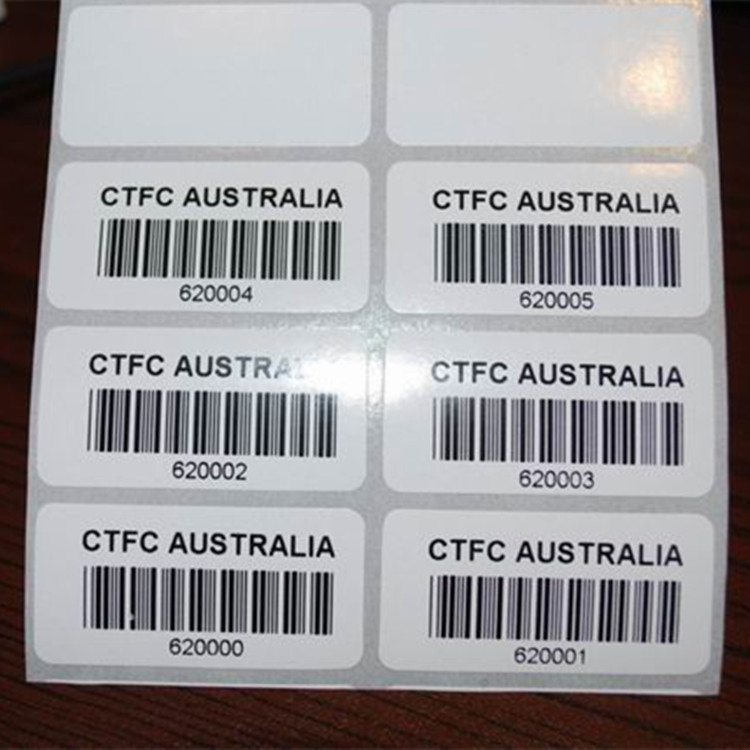 CTFC AUSTRALIA
620004
CTFC AUSTRALIA
620005
CTFC AUSTRALIA
620002
CTFC AUSTRALIA
620003
CTFC AUSTRALIA
620000
CTFC AUSTRALIA
620001